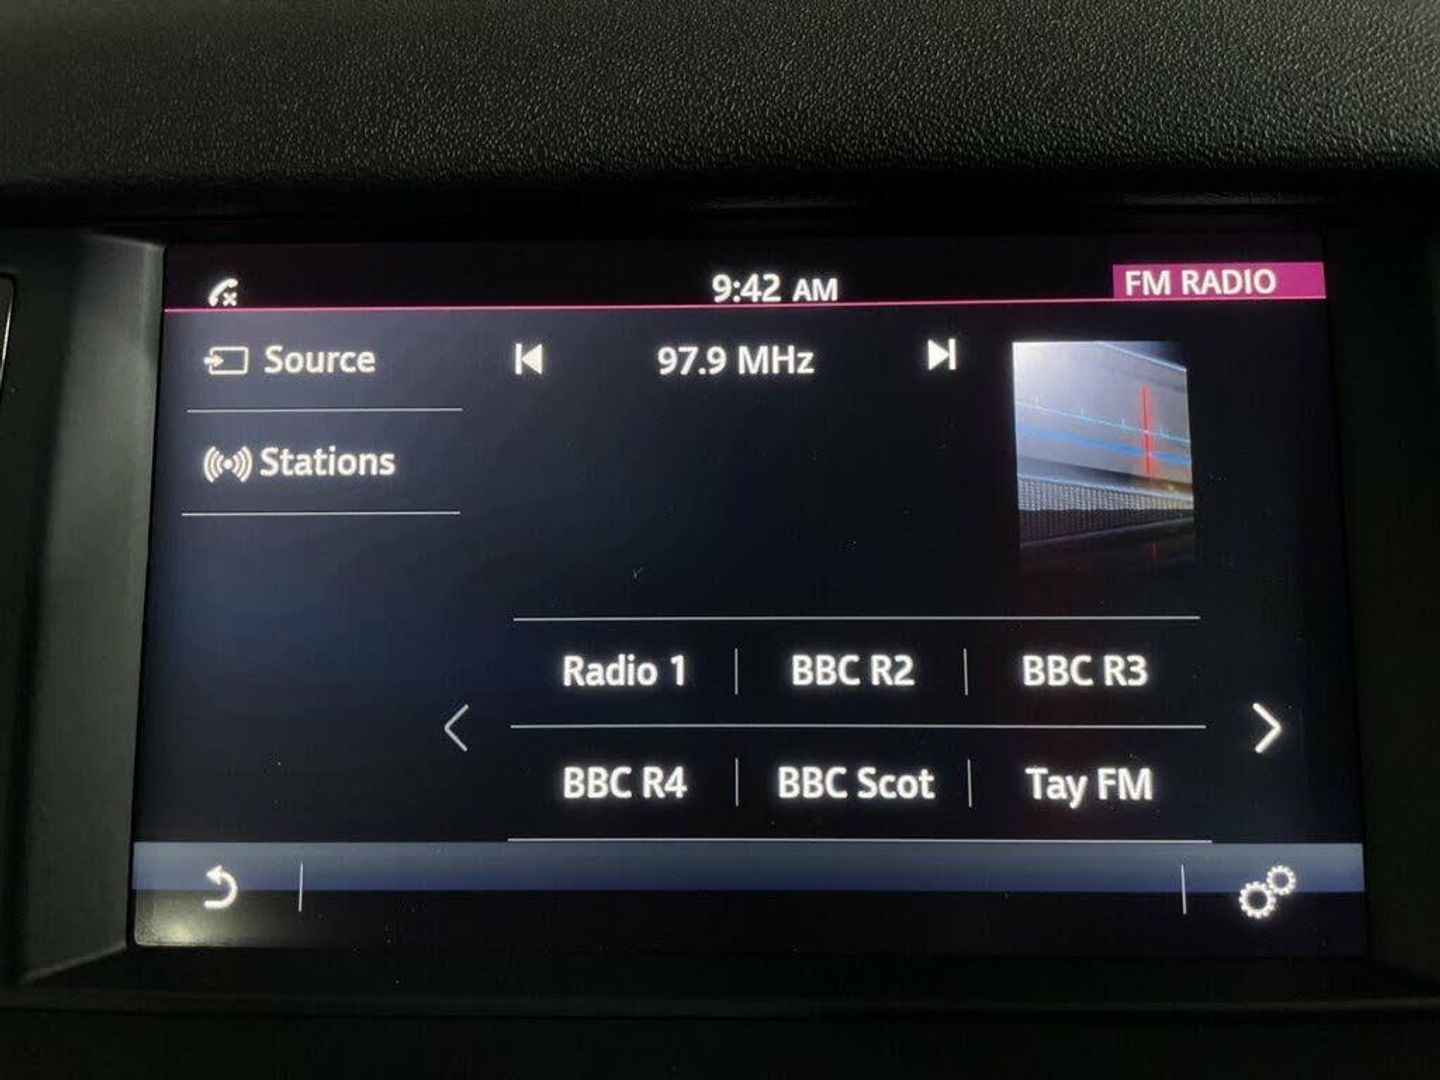 9:42 AM
FM RADIO
Source
97.9 MHz
Stations
Radio 1
BBC R2
BBC R3
BBC R4
BBC Scot
Tay FM